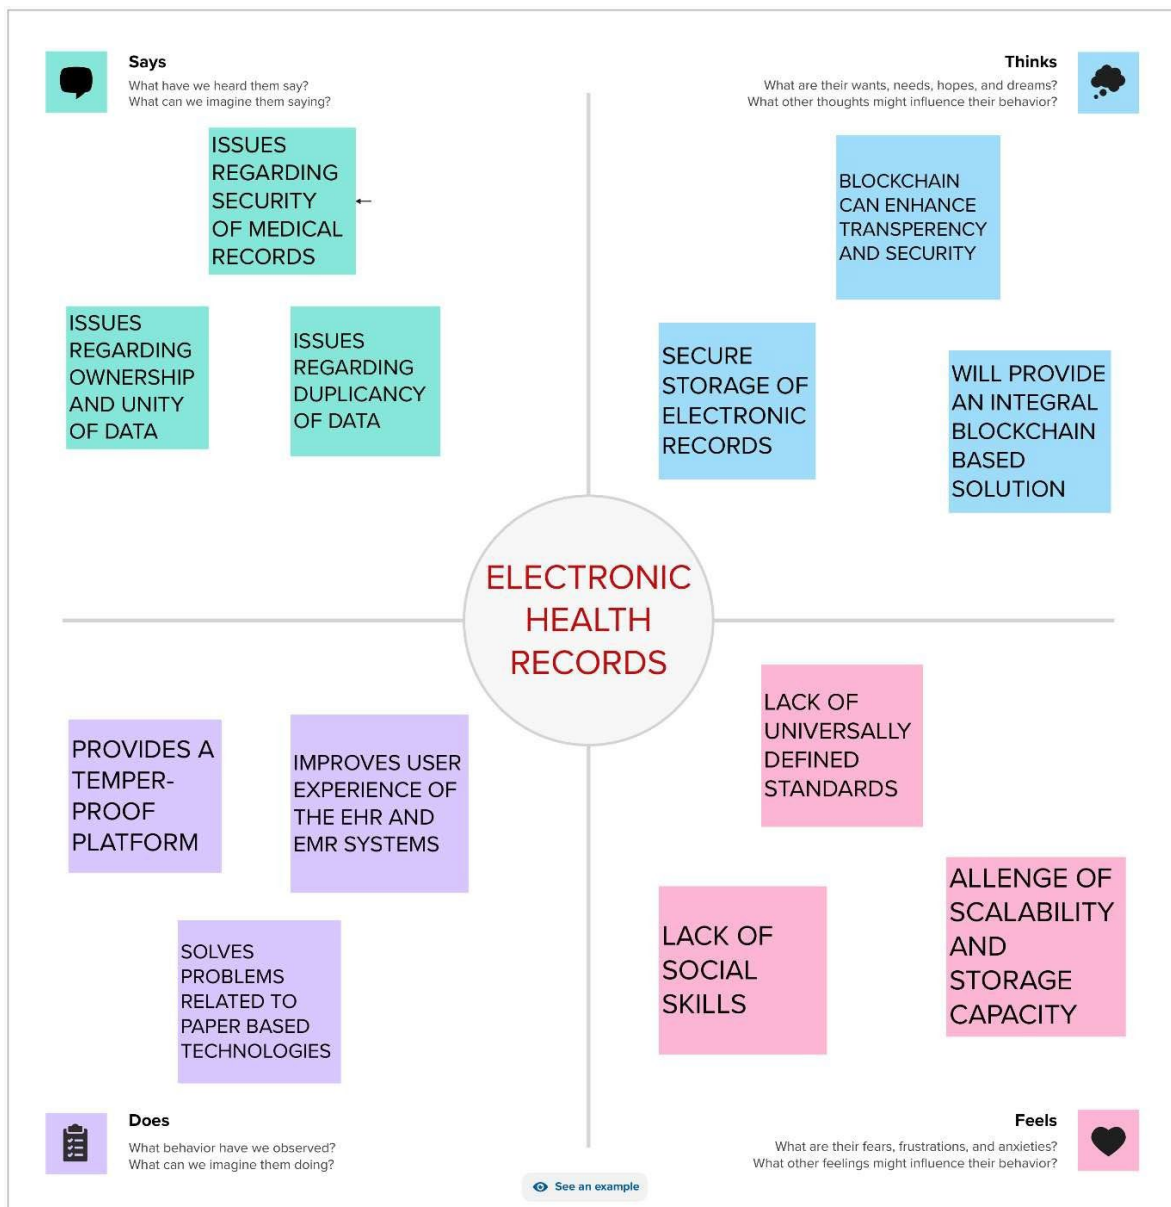 Says
What have we heard them say?
What can we imagine them saying?
ISSUES
REGARDING
SECURITY
OF MEDICAL
RECORDS
ISSUES
REGARDING
OWNERSHIP
AND UNITY
OF DATA
ISSUES
REGARDING
DUPLICANCY
OF DATA
Thinks
What are their wants, needs, hopes, and dreams?
What other thoughts might influence their behavior?
BLOCKCHAIN
CAN ENHANCE
TRANSPERENCY
AND SECURITY
SECURE
STORAGE OF
ELECTRONIC
RECORDS
WILL PROVIDE
AN INTEGRAL
BLOCKCHAIN
BASED
SOLUTION
ELECTRONIC
HEALTH
RECORDS
PROVIDES A
TEMPER-
PROOF
PLATFORM
IMPROVES USER
EXPERIENCE OF
THE EHR AND
EMR SYSTEMS
SOLVES
PROBLEMS
RELATED TO
PAPER BASED
TECHNOLOGIES
Does
What behavior have we observed?
What can we imagine them doing?
LACK OF
UNIVERSALLY
DEFINED
STANDARDS
LACK OF
SOCIAL
SKILLS
ALLENGE OF
SCALABILITY
AND
STORAGE
CAPACITY
Feels
What are their fears, frustrations, and anxieties?
What other feelings might influence their behavior?
See an example